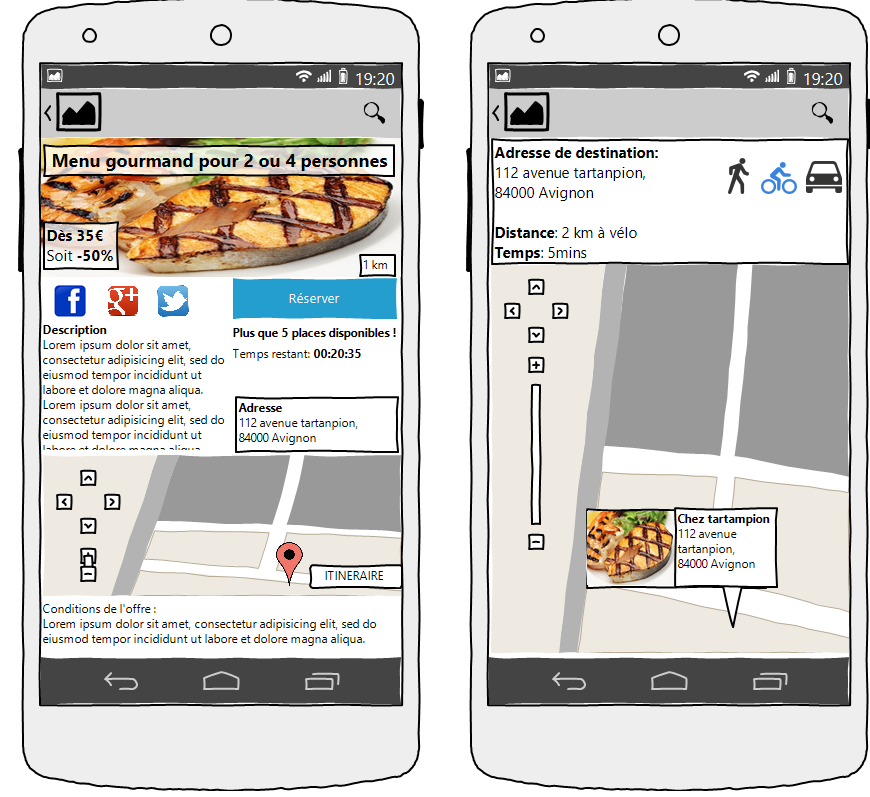 19:20
Menu gourmand pour 2 ou 4 personnes
Dès 35€
Soit -50%
1 km
f
g+
Réserver
Description
Lorem ipsum dolor sit amet,
consectetur adipisicing elit, sed do
eiusmod tempor incididunt ut
labore et dolore magna aliqua.
Lorem ipsum dolor sit amet,
consectetur adipisicing elit, sed do
eiusmod tempor incididunt ut
labore et dolore magna aliqua.
Plus que 5 places disponibles !
Temps restant: 00:20:35
Adresse
112 avenue tartanpion,
84000 Avignon
ITINERAIRE
Conditions de l'offre :
Lorem ipsum dolor sit amet, consectetur adipisicing elit, sed do
eiusmod tempor incididunt ut labore et dolore magna aliqua.
19:20
Adresse de destination:
112 avenue tartanpion,
84000 Avignon
Distance: 2 km à vélo
Temps: 5mins
Chez tartampion
112 avenue
tartanpion,
84000 Avignon